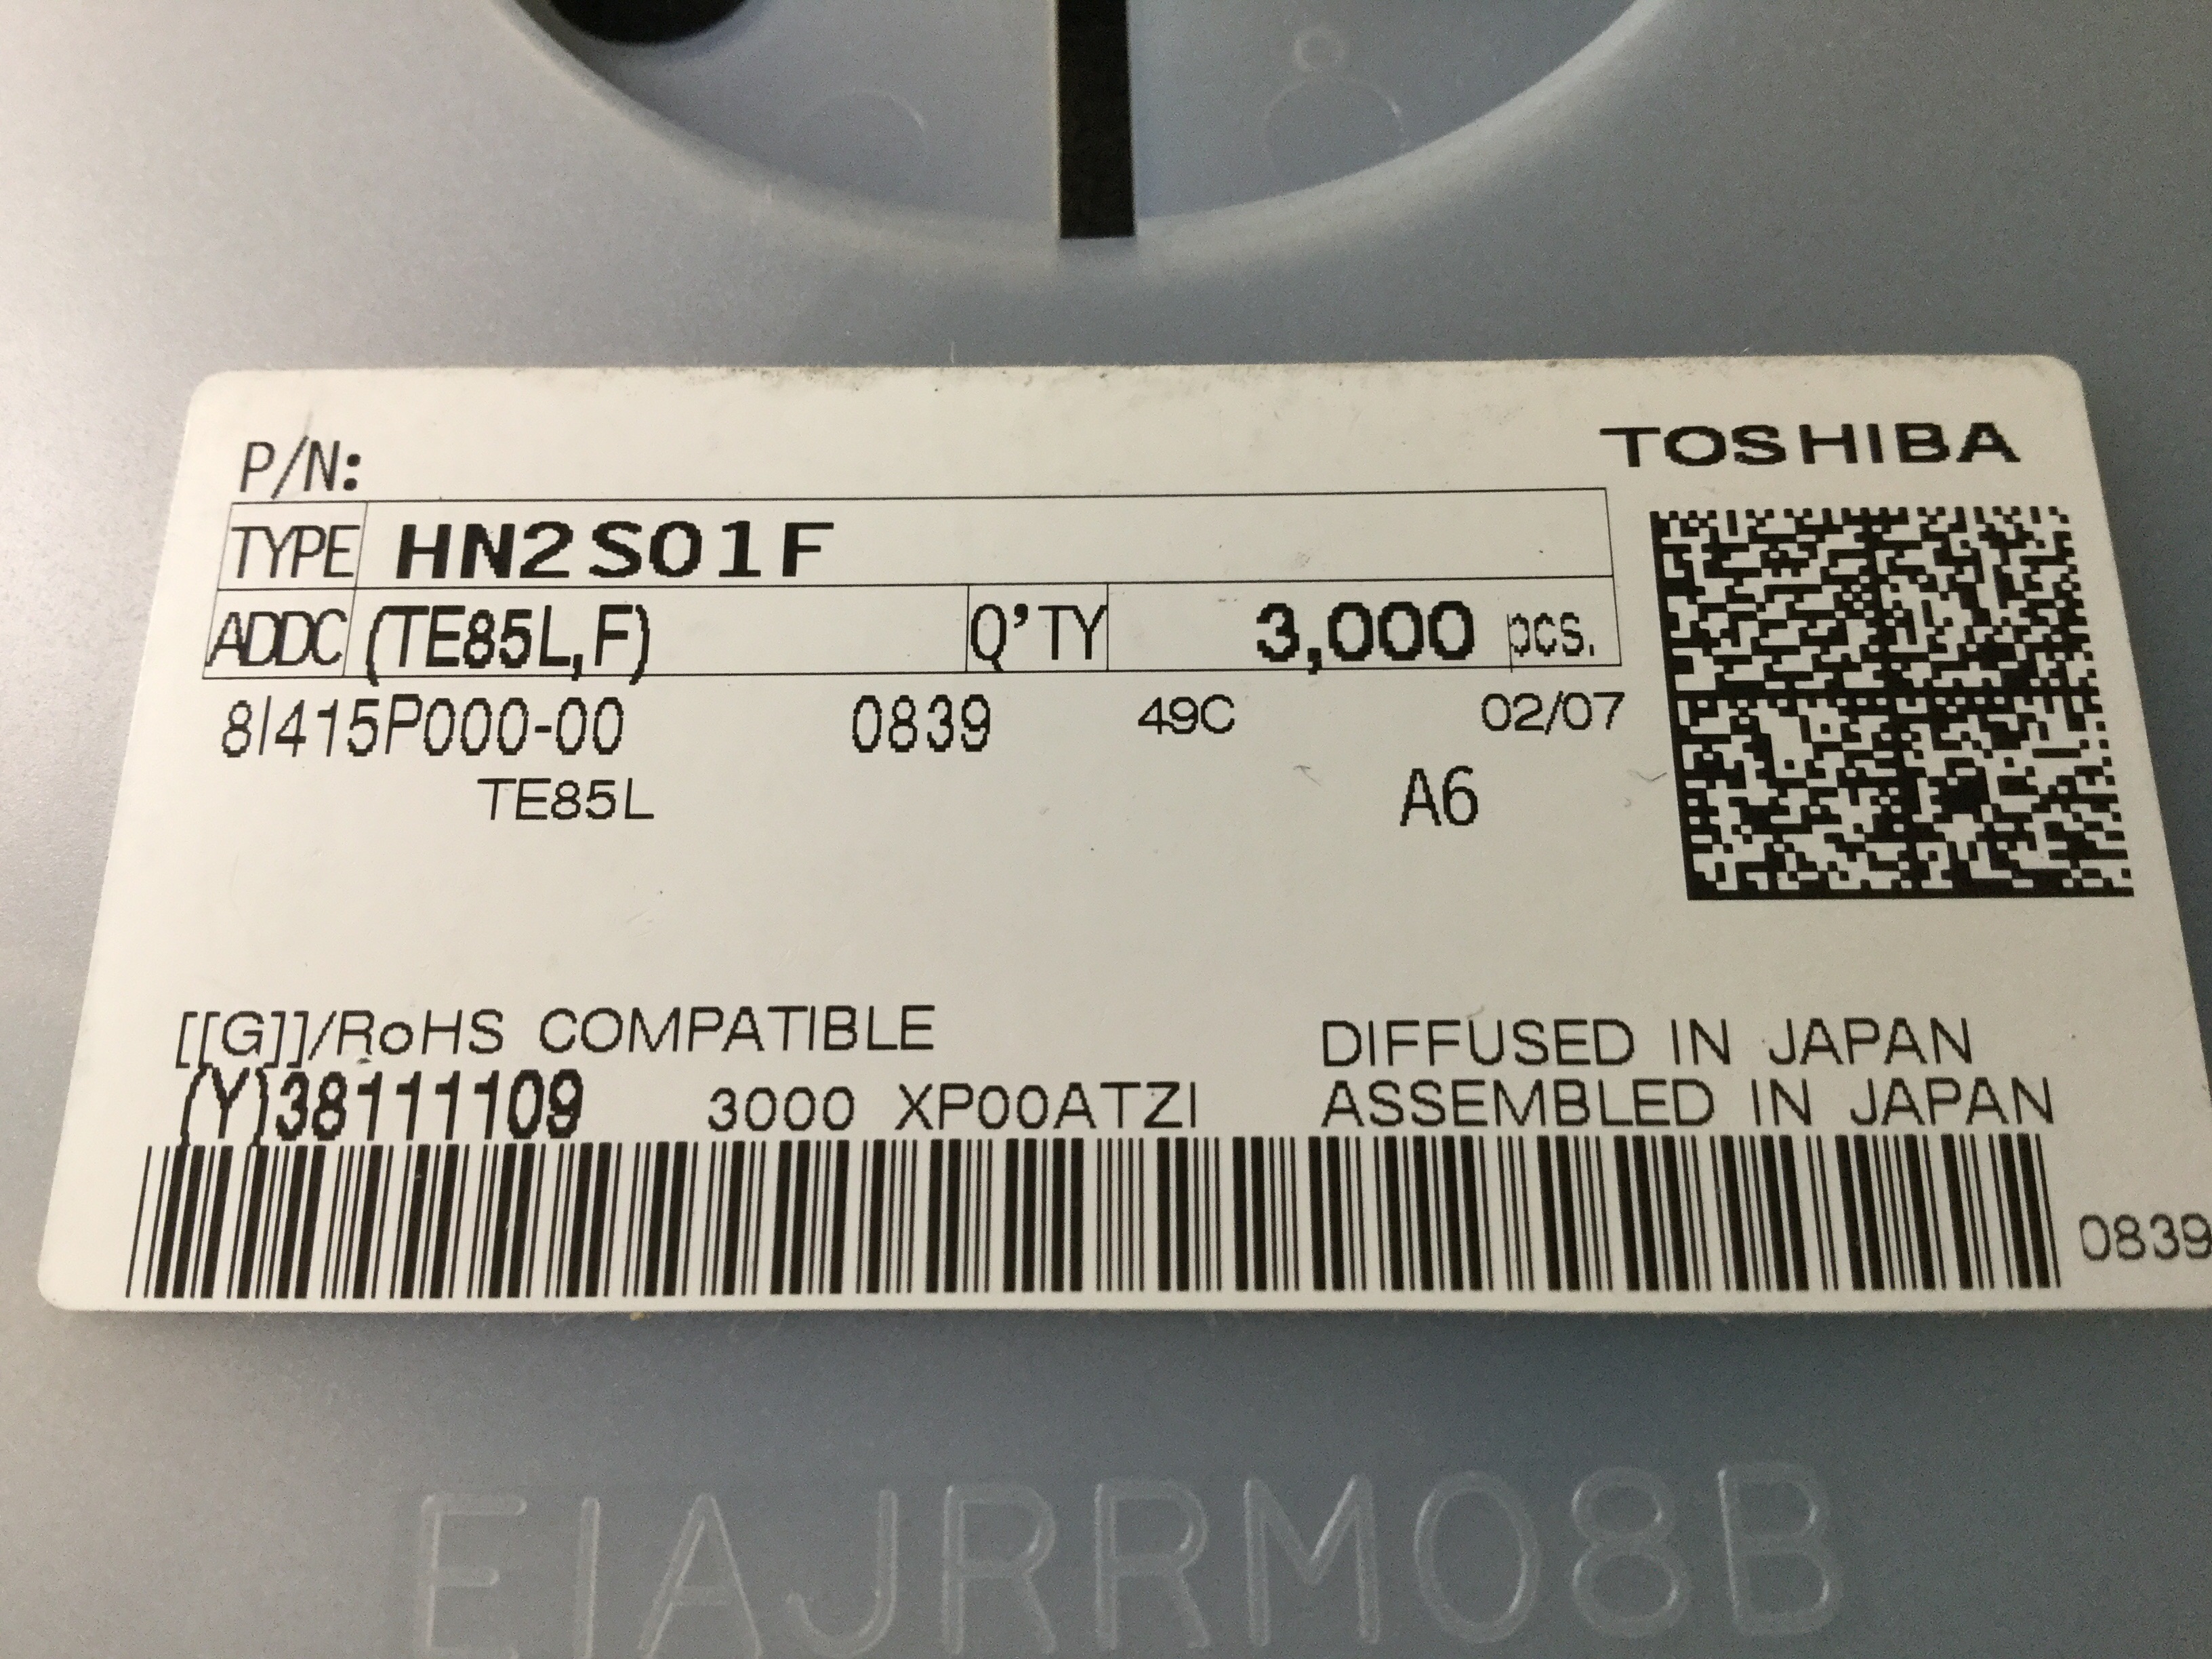 P/N:
TOSHIBA
TYPE HN2S01F
ADDC (TE85L,F) Q'TY 3,000 pcs.
8I415P000-00 0839 49C 02/07
TE85L A6
[[G]]/RoHS COMPATIBLE DIFFUSED IN JAPAN
(Y)38111109 3000 XP00ATZI ASSEMBLED IN JAPAN
0839
EIAJRRM08B